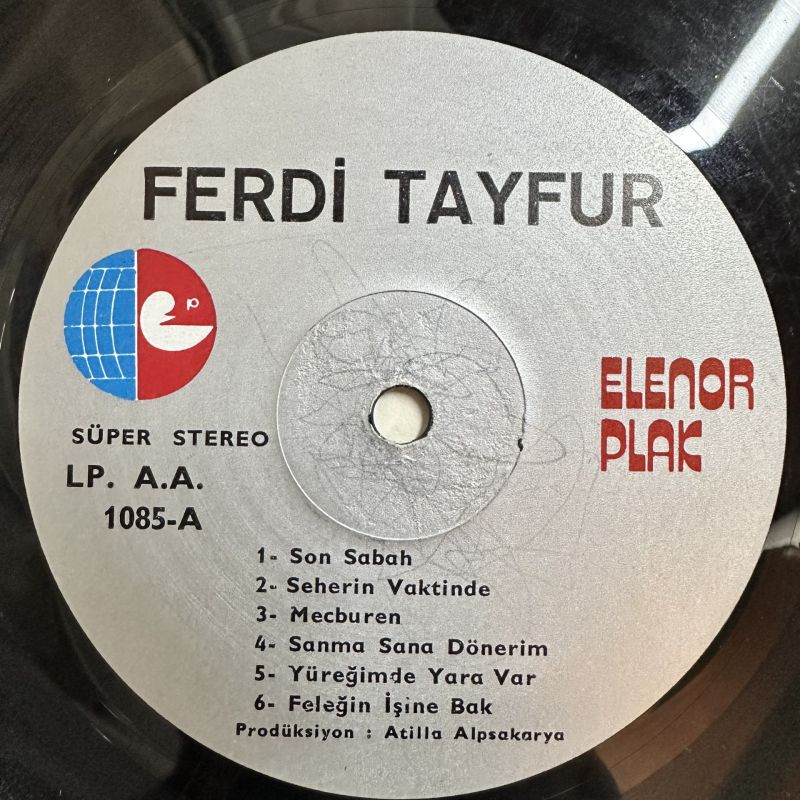 FERDİ TAYFUR
ELENOR
PLAK
SÜPER STEREO
LP. A.A.
1085-A
1- Son Sabah
2- Seherin Vaktinde
3- Mecburen
4- Sanma Sana Dönerim
5- Yüreğimde Yara Var
6- Feleğin İşine Bak
Prodüksiyon : Atilla Alpsakarya